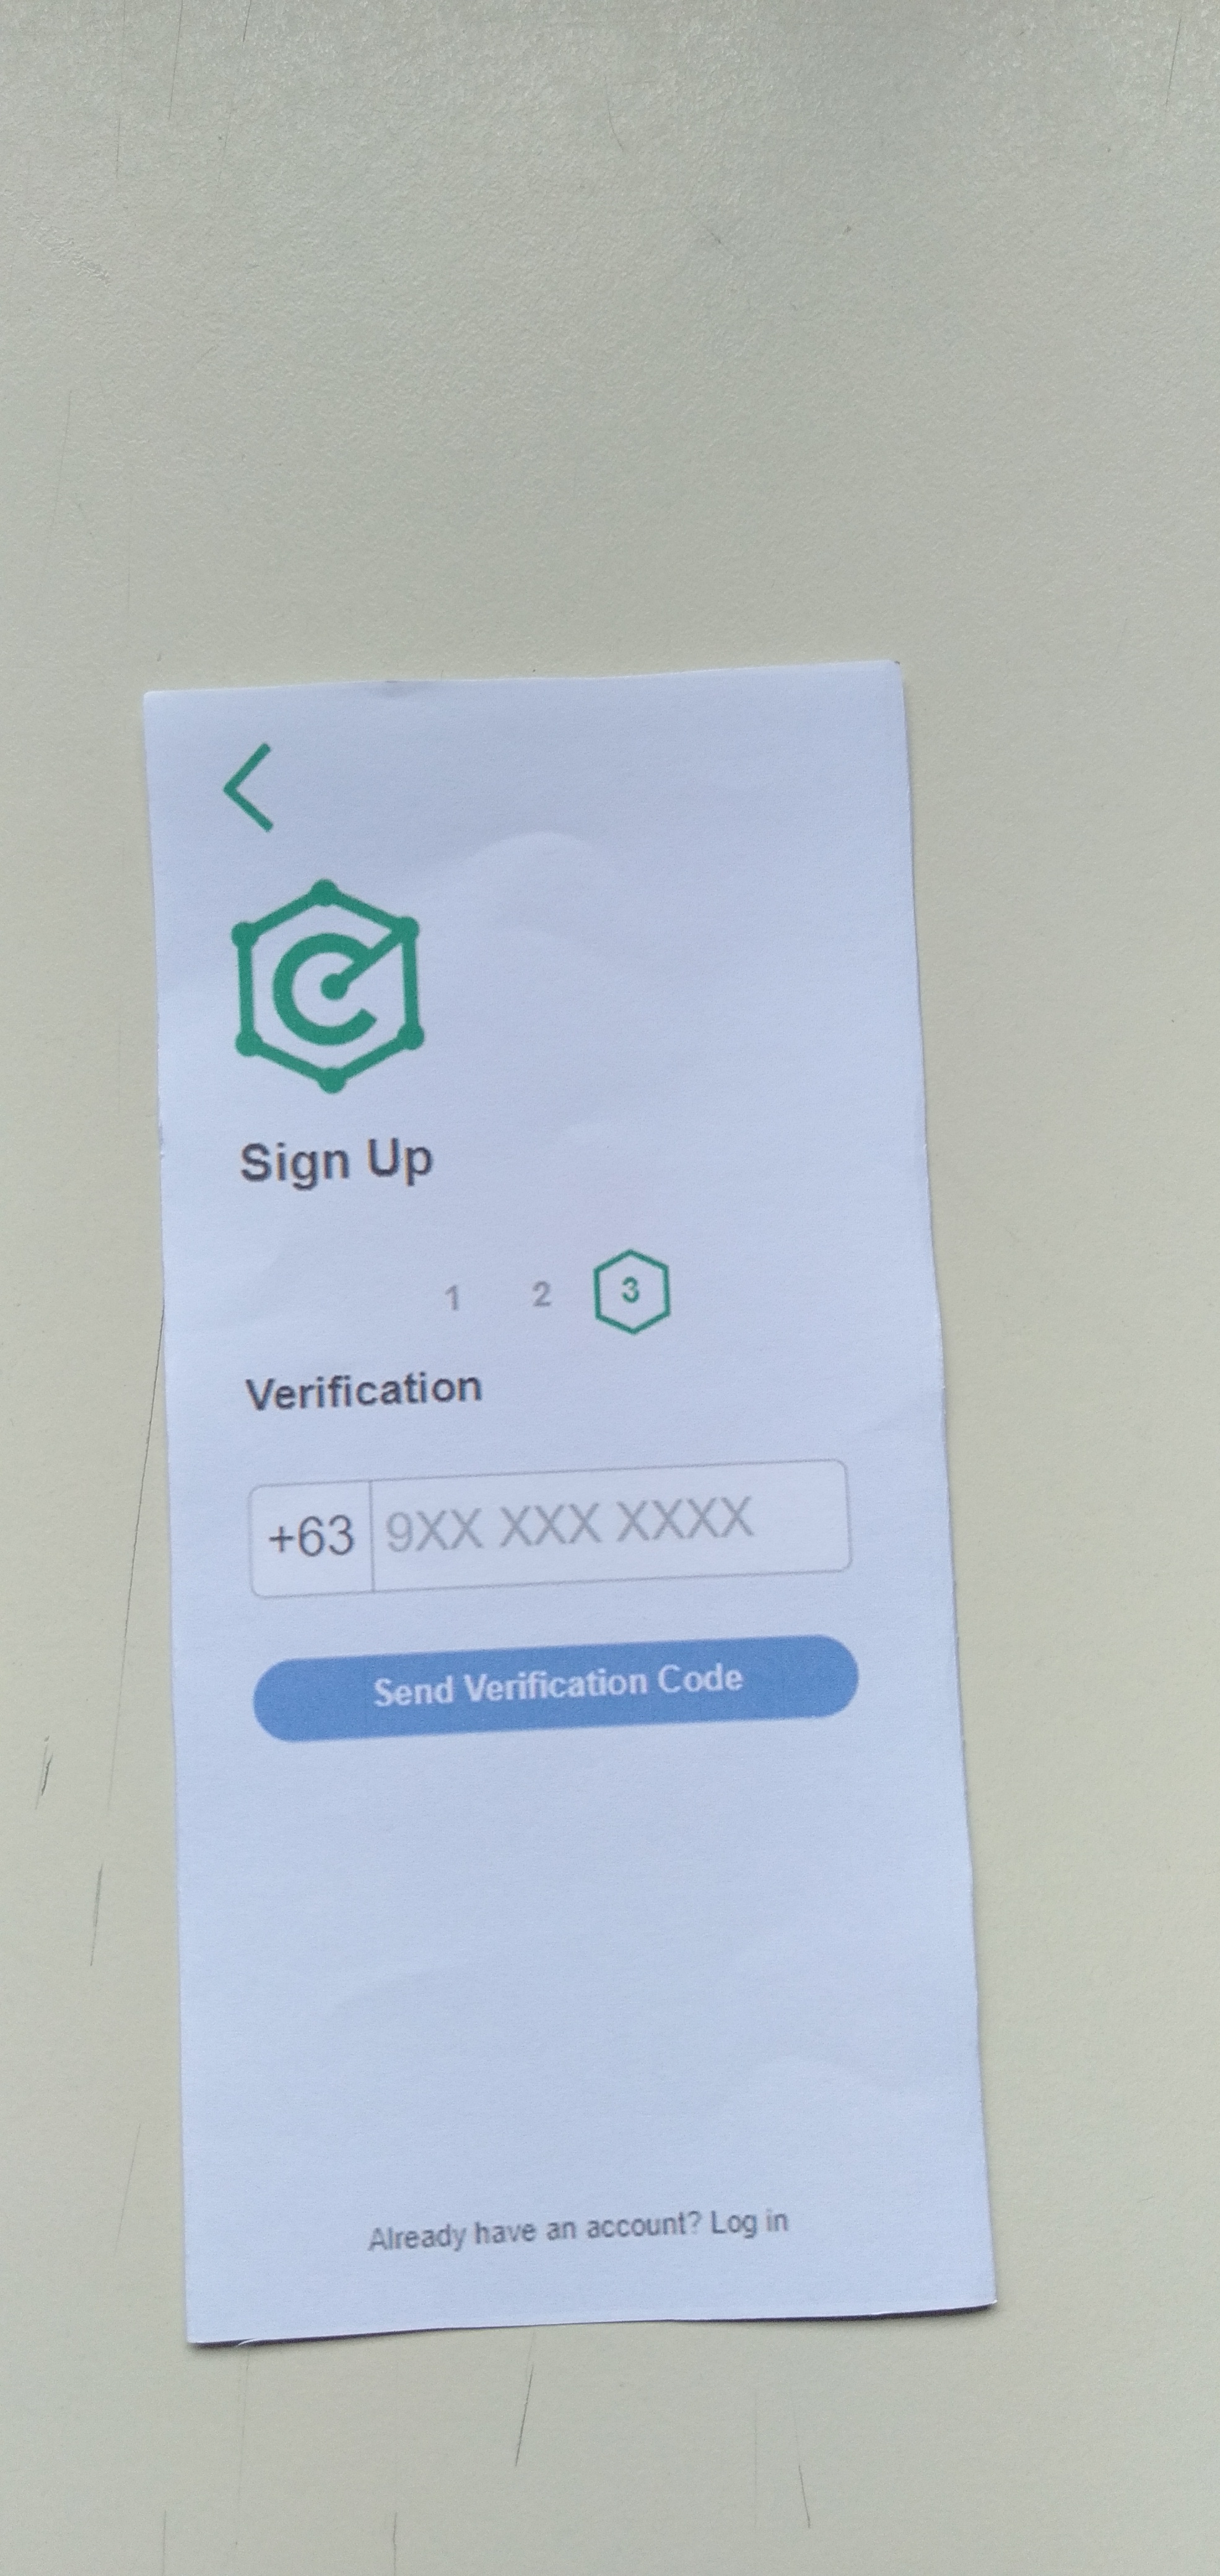 Sign Up
1 2 3
Verification
+63 9XX XXX XXXX
Send Verification Code
Already have an account? Log in